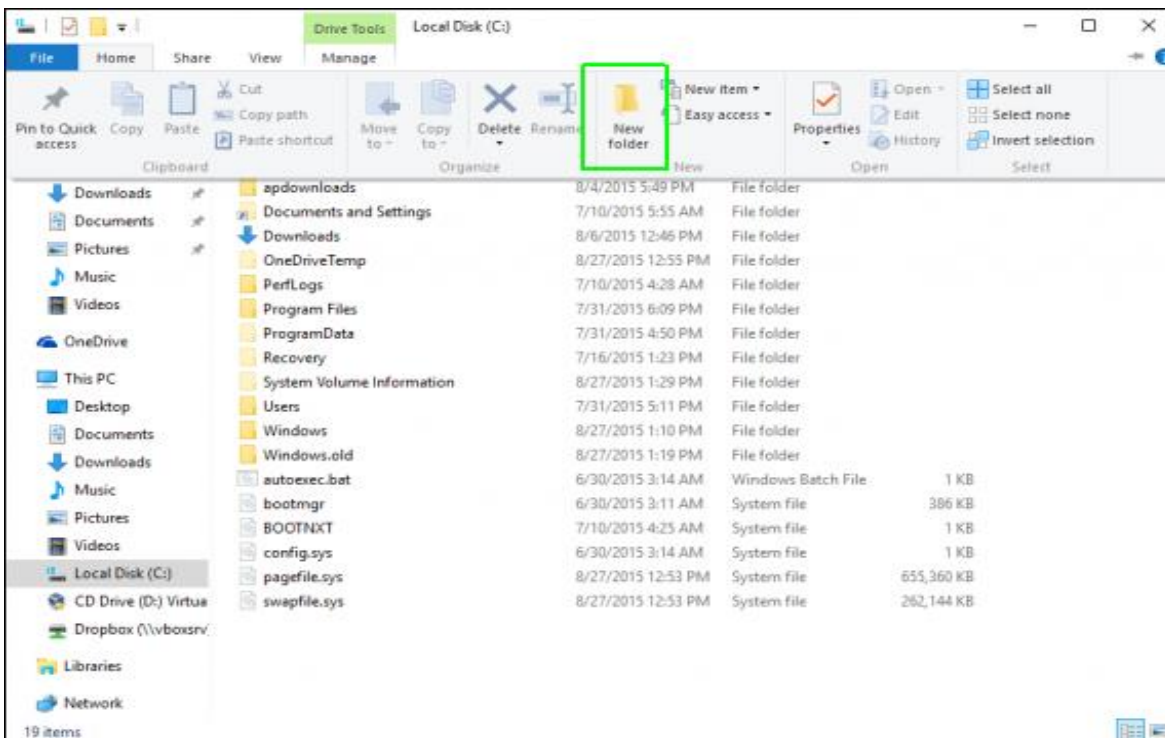 Drive Tools Local Disk (C:)
File Home Share View Manage
Pin to Quick access
Copy
Paste
Cut
Copy path
Paste shortcut
Clipboard
Move to
Copy to
Delete
Rename
Organize
New folder
New item
Easy access
New
Properties
Open
Edit
History
Open
Select all
Select none
Invert selection
Select
Downloads
Documents
Pictures
Music
Videos
OneDrive
This PC
Desktop
Documents
Downloads
Music
Pictures
Videos
Local Disk (C:)
CD Drive (D:) Virtua
Dropbox (\\vboxsrv
Libraries
Network
apdownloads 8/4/2015 5:49 PM File folder
Documents and Settings 7/10/2015 5:55 AM File folder
Downloads 8/6/2015 12:46 PM File folder
OneDriveTemp 8/27/2015 12:55 PM File folder
PerfLogs 7/10/2015 4:28 AM File folder
Program Files 7/31/2015 6:09 PM File folder
ProgramData 7/31/2015 4:50 PM File folder
Recovery 7/16/2015 1:23 PM File folder
System Volume Information 8/27/2015 1:29 PM File folder
Users 7/31/2015 5:11 PM File folder
Windows 8/27/2015 1:10 PM File folder
Windows.old 8/27/2015 1:19 PM File folder
autoexec.bat 6/30/2015 3:14 AM Windows Batch File 1 KB
bootmgr 6/30/2015 3:11 AM System file 386 KB
BOOTNXT 7/10/2015 4:25 AM System file 1 KB
config.sys 6/30/2015 3:14 AM System file 1 KB
pagefile.sys 8/27/2015 12:53 PM System file 655,360 KB
swapfile.sys 8/27/2015 12:53 PM System file 262,144 KB
19 items